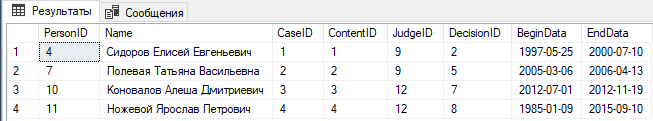 Результаты Сообщения
PersonID Name CaseID ContentID JudgeID DecisionID BeginData EndData
1 4 Сидоров Елисей Евгеньевич 1 1 9 2 1997-05-25 2000-07-10
2 7 Полевая Татьяна Васильевна 2 2 9 5 2005-03-06 2006-04-13
3 10 Коновалов Алеша Дмитриевич 3 3 12 7 2012-07-01 2012-11-19
4 11 Ножевой Ярослав Петрович 4 4 12 8 1985-01-09 2015-09-10